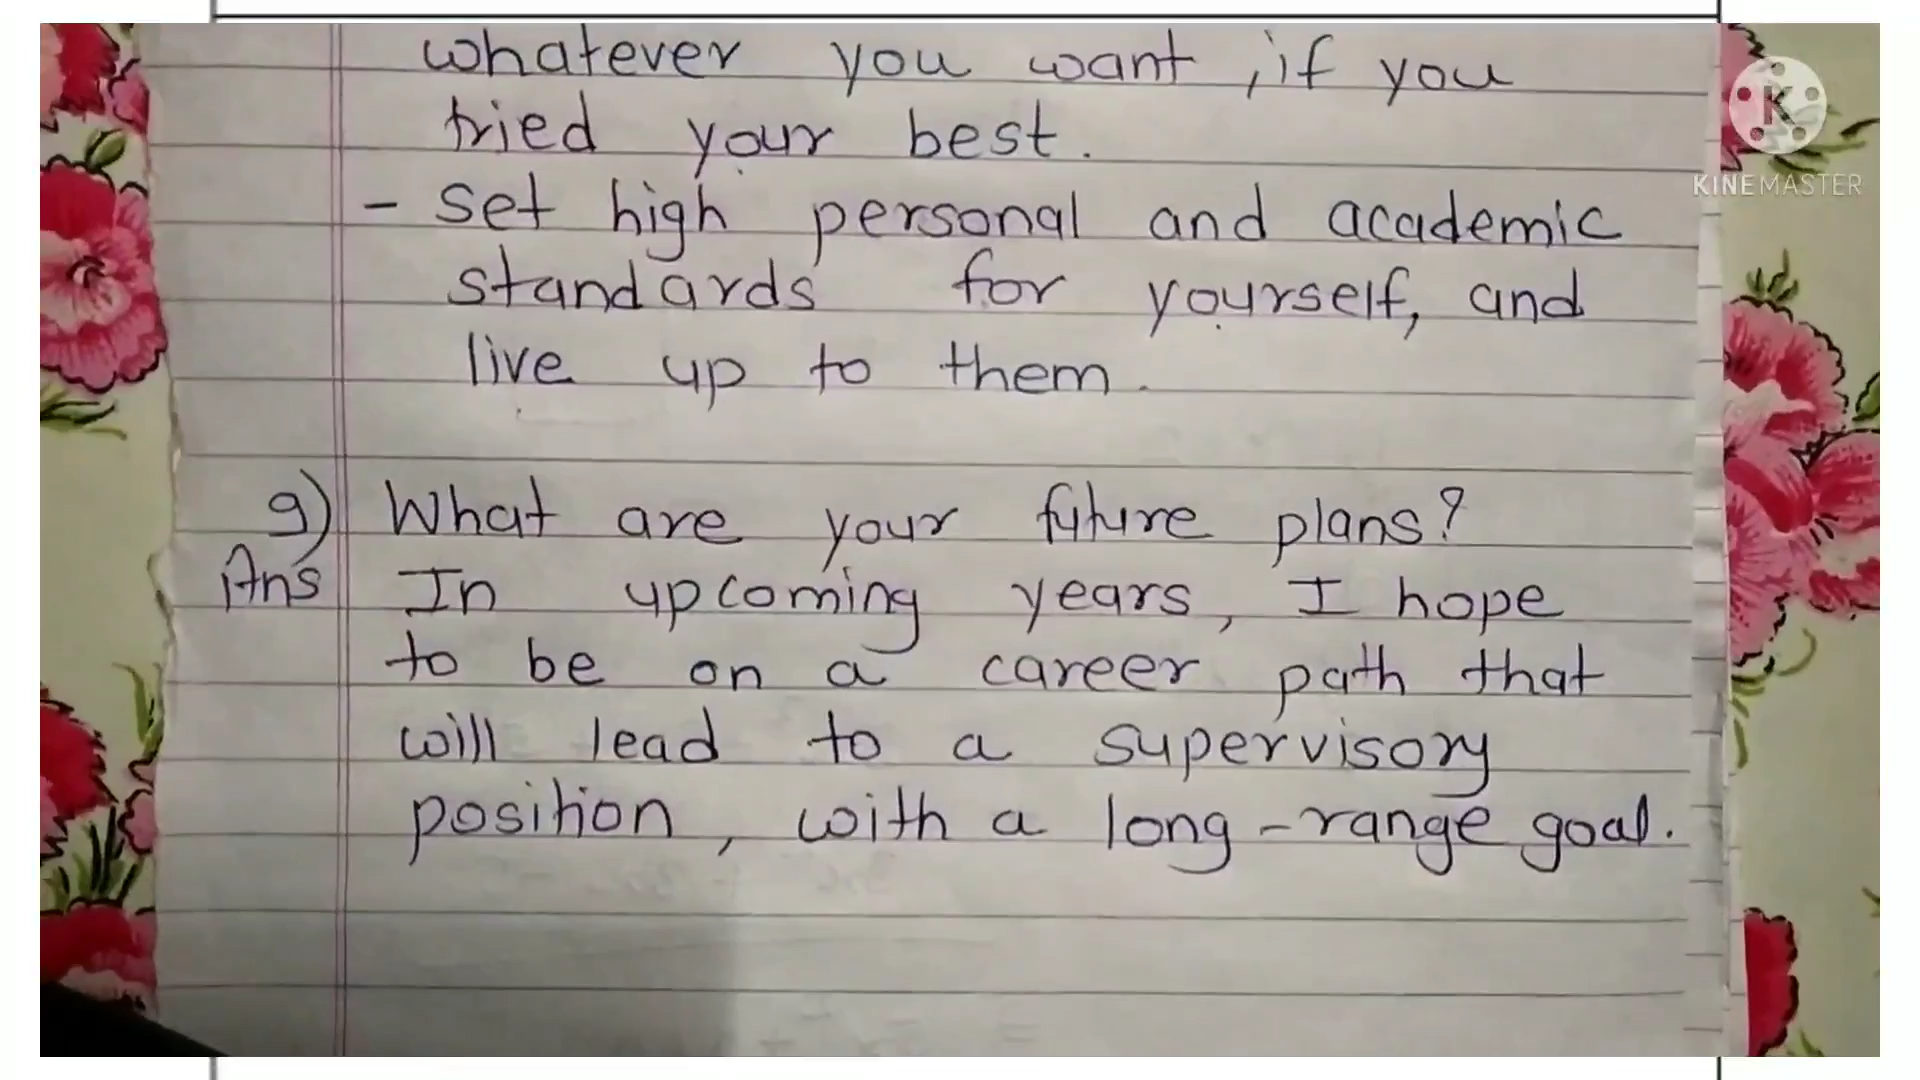 whatever you want, if you
tried your best.
- set high personal and academic
standards for yourself, and
live up to them.
9) What are your future plans?
Ans In upcoming years, I hope
to be on a career path that
will lead to a supervisory
position, with a long-range goal.
K
KINEMASTER